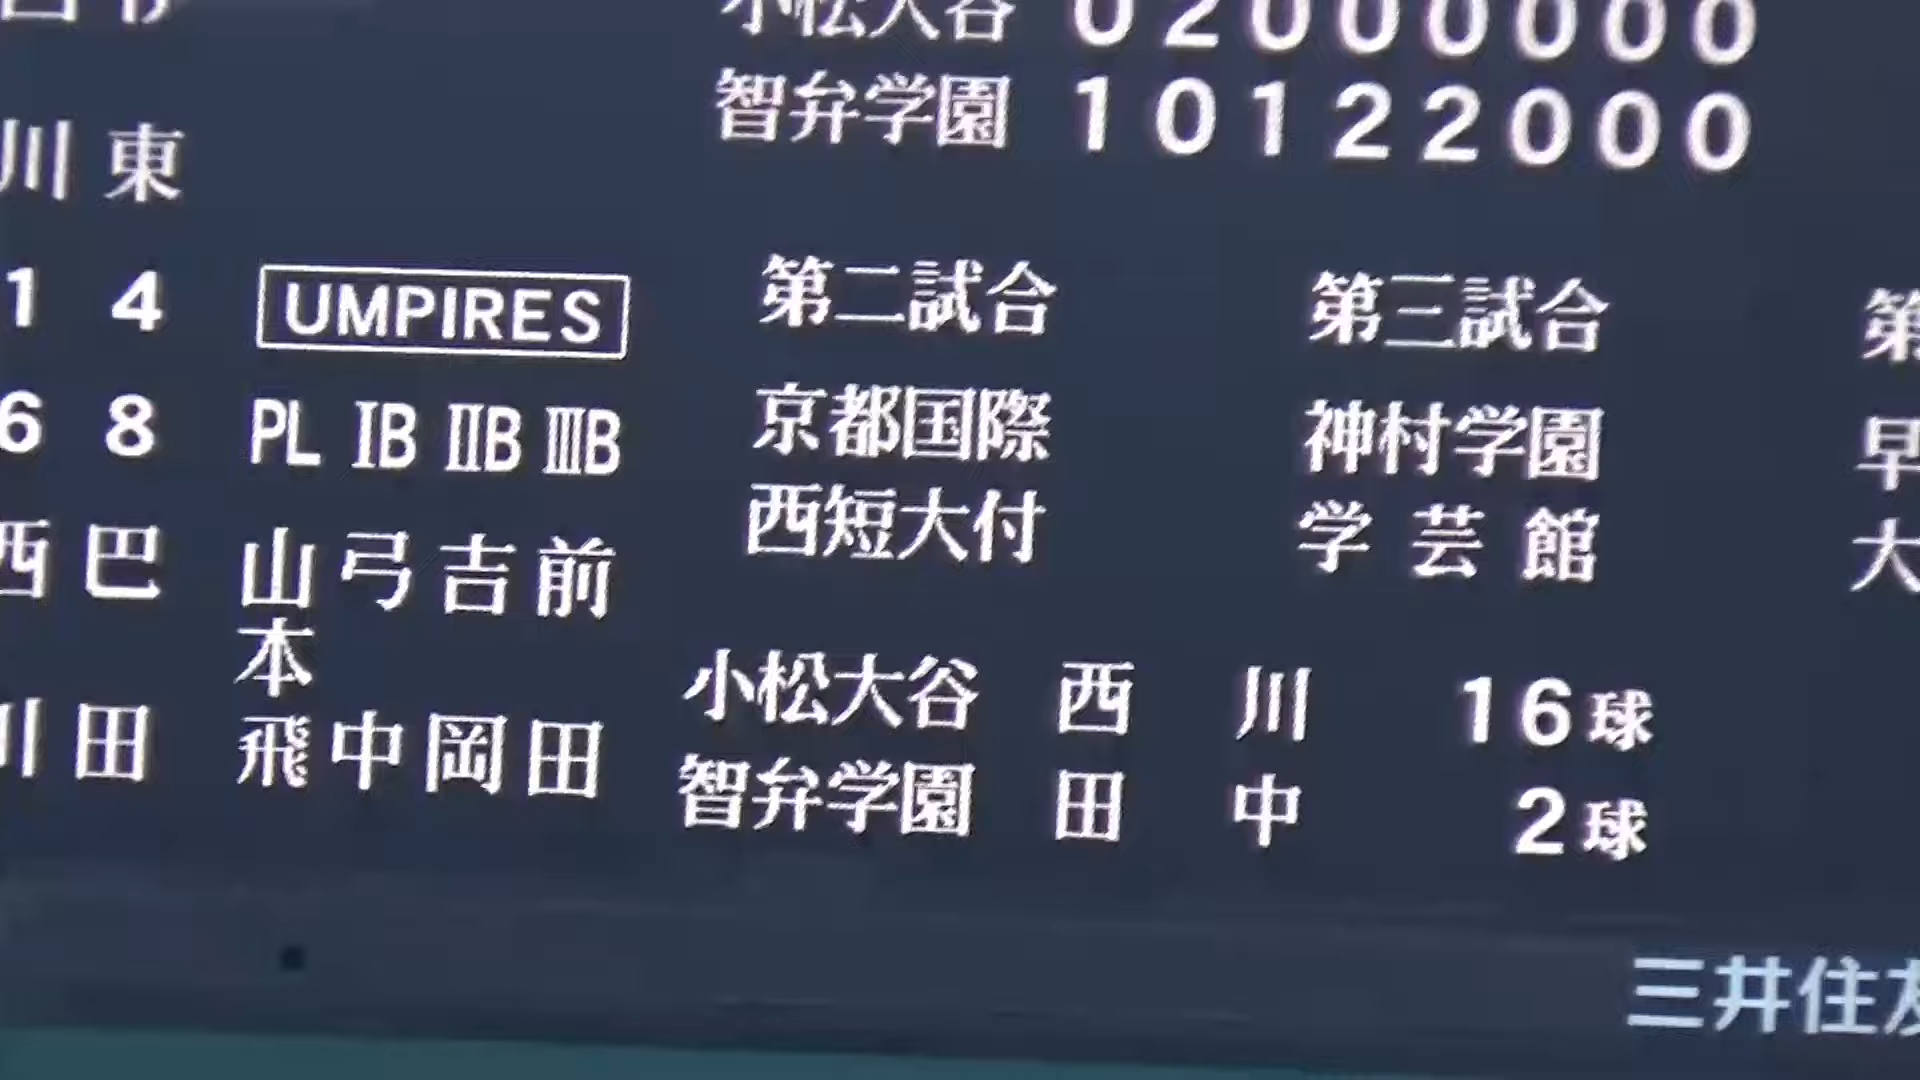 小松大谷 0 2 0 0 0 0 0 0
智弁学園 1 0 1 2 2 0 0 0
川 東
1 4 UMPIRES 第二試合 第三試合 第
6 8 PL IB IIB IIIB 京都国際 神村学園 早
西短大付 学芸館 大
西 巴 山本 弓 吉 前
小松大谷 西川 16球
川 田 飛 中 岡 田
智弁学園 田中 2球
三井住友